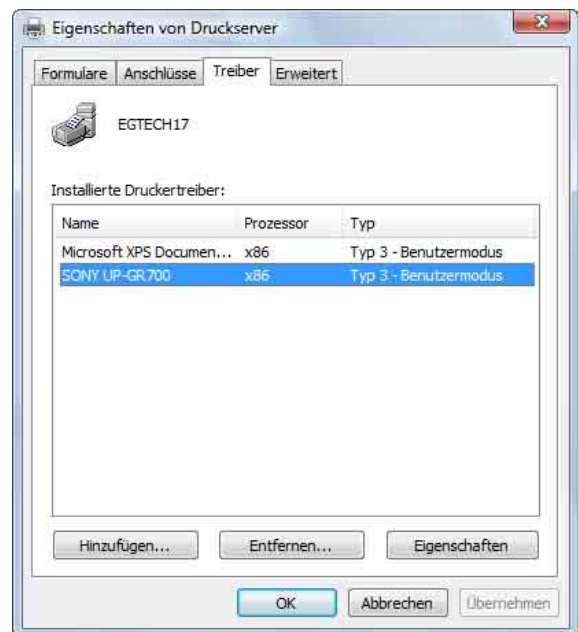 Eigenschaften von Druckserver
Formulare Anschlüsse Treiber Erweitert
EGTECH17
Installierte Druckertreiber:
Name Prozessor Typ
Microsoft XPS Documen... x86 Typ 3 - Benutzermodus
SONY UP-GR700 x86 Typ 3 - Benutzermodus
Hinzufügen... Entfernen... Eigenschaften
OK Abbrechen Übernehmen